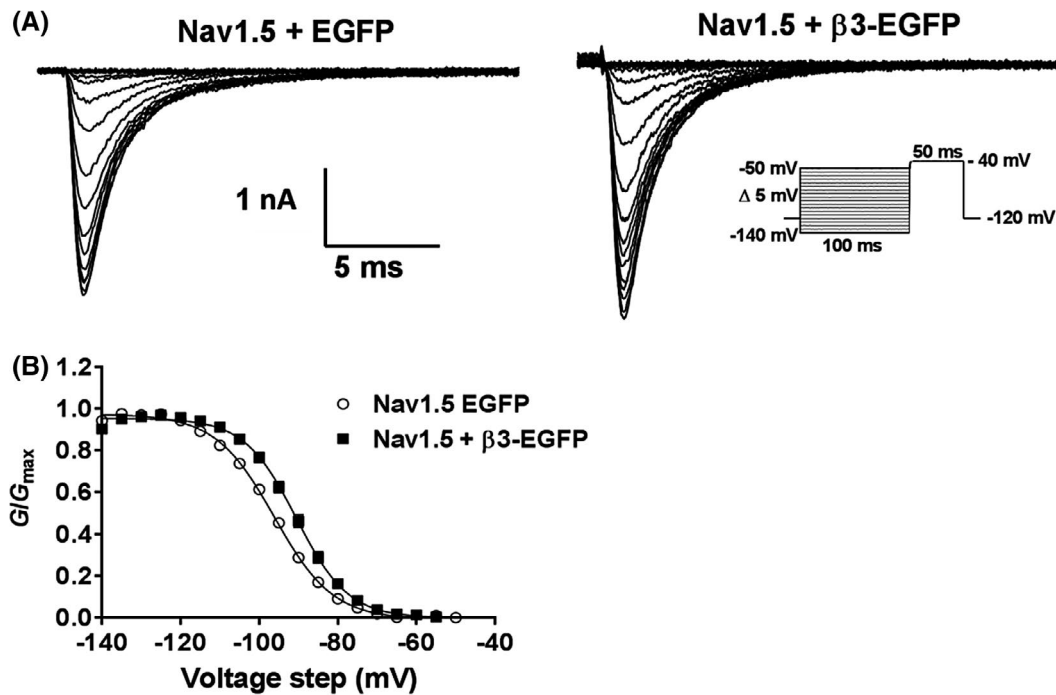 (A)
Nav1.5 + EGFP
Nav1.5 + β3-EGFP
1 nA
5 ms
50 ms
-50 mV
- 40 mV
Δ 5 mV
-120 mV
-140 mV
100 ms
(B)
1.2
1.0
0.8
0.6
0.4
0.2
0.0
G/Gmax
Nav1.5 EGFP
Nav1.5 + β3-EGFP
-140
-120
-100
-80
-60
-40
Voltage step (mV)